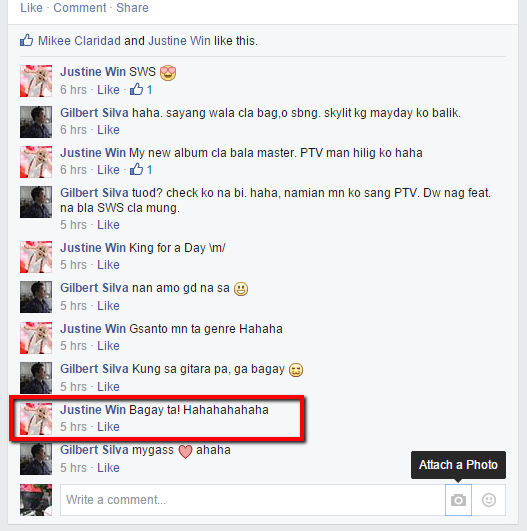 Like · Comment · Share
Mikee Claridad and Justine Win like this.
Justine Win SWS
6 hrs · Like · 1
Gilbert Silva haha. sayang wala cla bag,o sbng. skylit kg mayday ko balik.
6 hrs · Like
Justine Win My new album cla bala master. PTV man hilig ko haha
6 hrs · Like · 1
Gilbert Silva tuod? check ko na bi. haha, namian mn ko sang PTV. Dw nag feat.
na bla SWS cla mung.
5 hrs · Like
Justine Win King for a Day \m/
5 hrs · Like
Gilbert Silva nan amo gd na sa
5 hrs · Like
Justine Win Gsanto mn ta genre Hahaha
5 hrs · Like
Gilbert Silva Kung sa gitara pa, ga bagay
5 hrs · Like
Justine Win Bagay ta! Hahahahahaha
5 hrs · Like
Gilbert Silva mygass ahaha
5 hrs · Like
Attach a Photo
Write a comment...